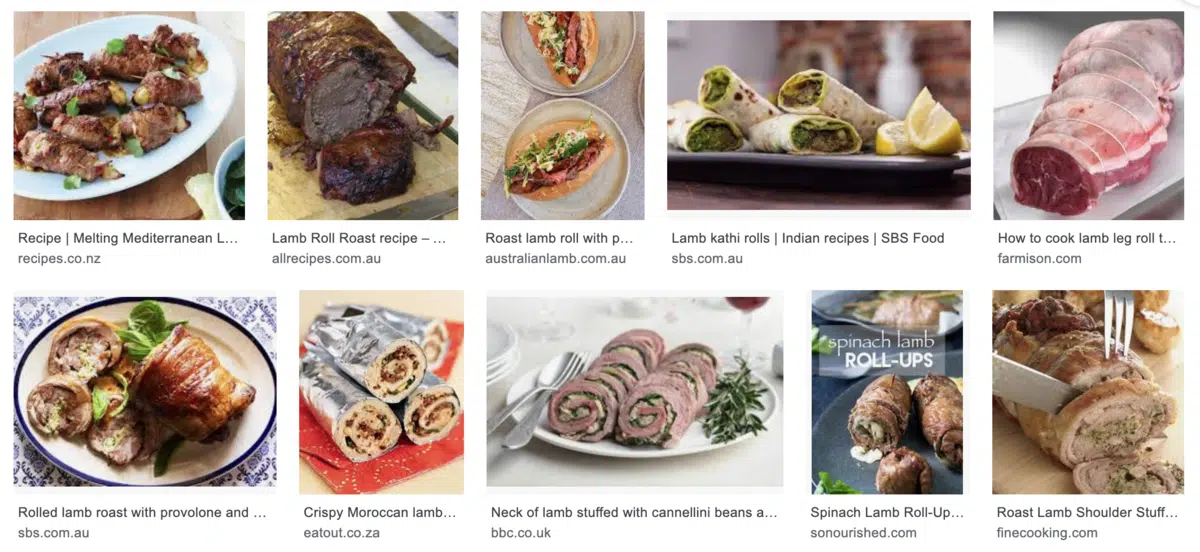 Recipe | Melting Mediterranean L...
recipes.co.nz
Lamb Roll Roast recipe – ...
allrecipes.com.au
Roast lamb roll with p...
australianlamb.com.au
Lamb kathi rolls | Indian recipes | SBS Food
sbs.com.au
How to cook lamb leg roll t...
farmison.com
Rolled lamb roast with provolone and ...
sbs.com.au
Crispy Moroccan lamb...
eatout.co.za
Neck of lamb stuffed with cannellini beans a...
bbc.co.uk
spinach lamb
ROLL-UPS
Spinach Lamb Roll-Up...
sonourished.com
Roast Lamb Shoulder Stuff...
finecooking.com